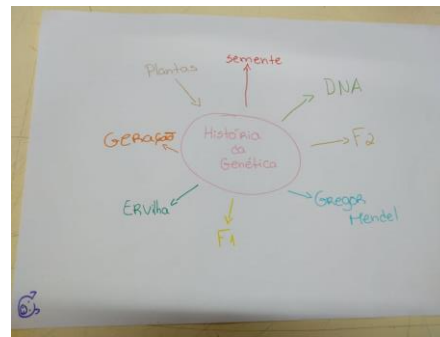 semente
Plantas
DNA
GERAÇÃO
História
da
Genética
F2
ERVilha
GREGOR
Mendel
F1